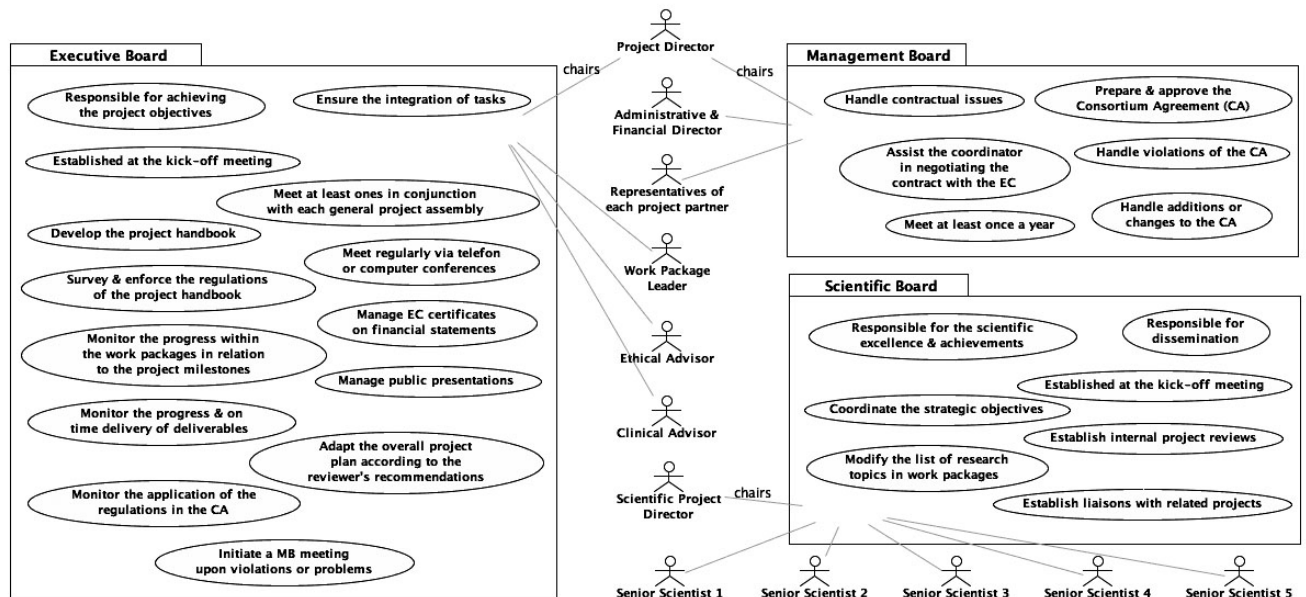 Executive Board
Responsible for achieving
the project objectives
Ensure the integration of tasks
Established at the kick-off meeting
Meet at least ones in conjunction
with each general project assembly
Develop the project handbook
Meet regularly via telefon
or computer conferences
Survey & enforce the regulations
of the project handbook
Manage EC certificates
on financial statements
Monitor the progress within
the work packages in relation
to the project milestones
Manage public presentations
Monitor the progress & on
time delivery of deliverables
Adapt the overall project
plan according to the
reviewer's recommendations
Monitor the application of the
regulations in the CA
Initiate a MB meeting
upon violations or problems
Project Director
chairs
chairs
Administrative &
Financial Director
Representatives of
each project partner
Work Package
Leader
Ethical Advisor
Clinical Advisor
Scientific Project
Director
chairs
Management Board
Handle contractual issues
Prepare & approve the
Consortium Agreement (CA)
Assist the coordinator
in negotiating the
contract with the EC
Handle violations of the CA
Meet at least once a year
Handle additions or
changes to the CA
Scientific Board
Responsible for the scientific
excellence & achievements
Responsible for
dissemination
Established at the kick-off meeting
Coordinate the strategic objectives
Establish internal project reviews
Modify the list of research
topics in work packages
Establish liaisons with related projects
Senior Scientist 1
Senior Scientist 2
Senior Scientist 3
Senior Scientist 4
Senior Scientist 5